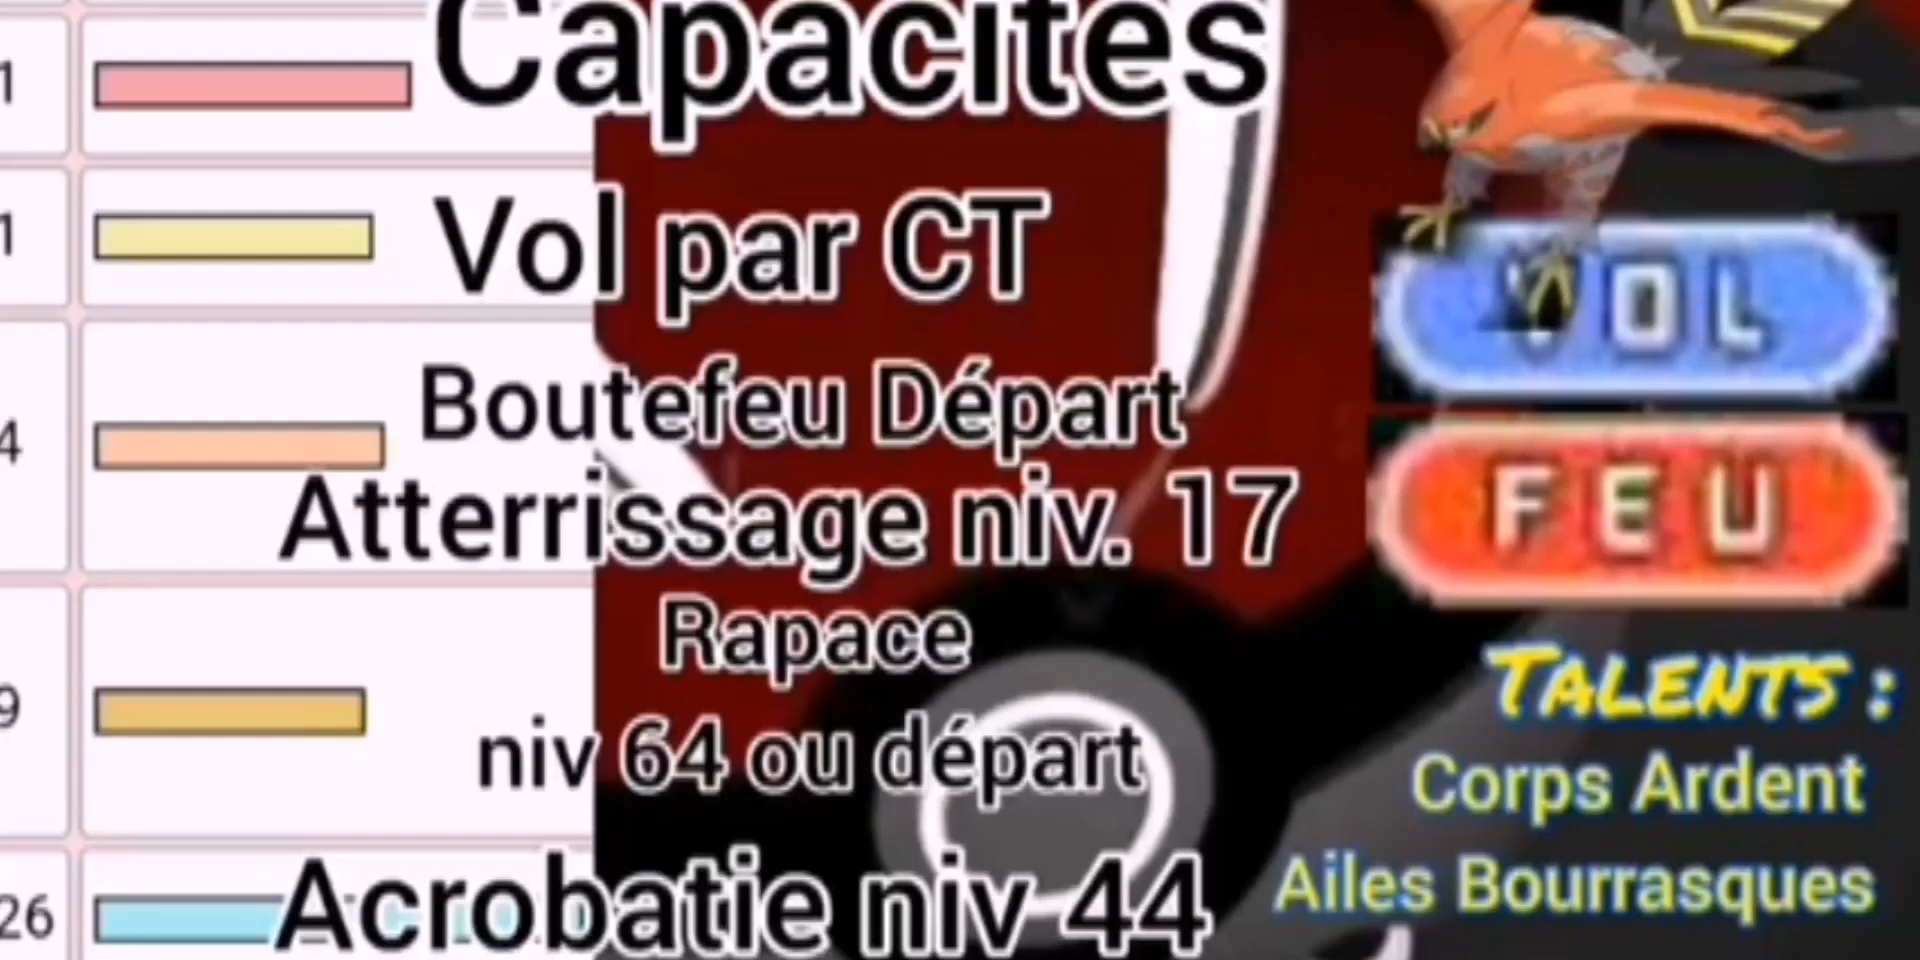 Capacités
1
1
Vol par CT
VOL
Boutefeu Départ
4
Atterrissage niv. 17
FEU
Rapace
9
niv 64 ou départ
TALENTS :
Corps Ardent
Ailes Bourrasques
26
Acrobatie niv 44